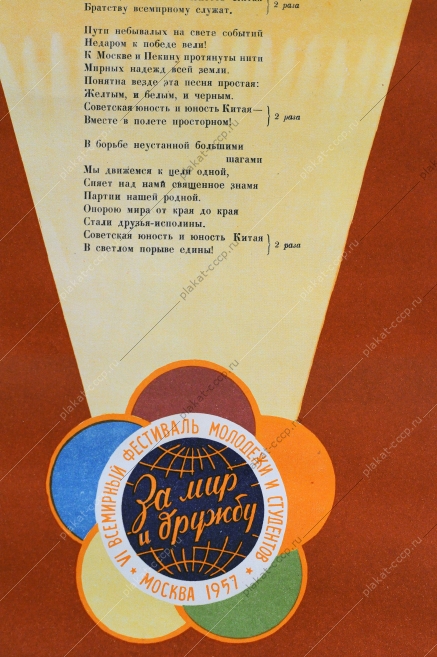 Братству всемирному служат.
2 раза
Пути небывалых на свете событий
Недаром к победе вели!
К Москве и Пекину протянуты нити
Мирных надежд всей земли.
Понятна везде эта песня простая:
Желтым, и белым, и черным.
Советская юность и юность Китая—
Вместе в полете просторном!
2 раза
В борьбе неустанной большими
шагами
Мы движемся к цели одной,
Сияет над нами священное знамя
Партии нашей родной.
Опорою мира от края до края
Стали друзья-исполины.
Советская юность и юность Китая
В светлом порыве едины!
2 раза
VI ВСЕМИРНЫЙ ФЕСТИВАЛЬ МОЛОДЕЖИ И СТУДЕНТОВ
За мир
и дружбу
МОСКВА 1957
plakat-cccp.ru